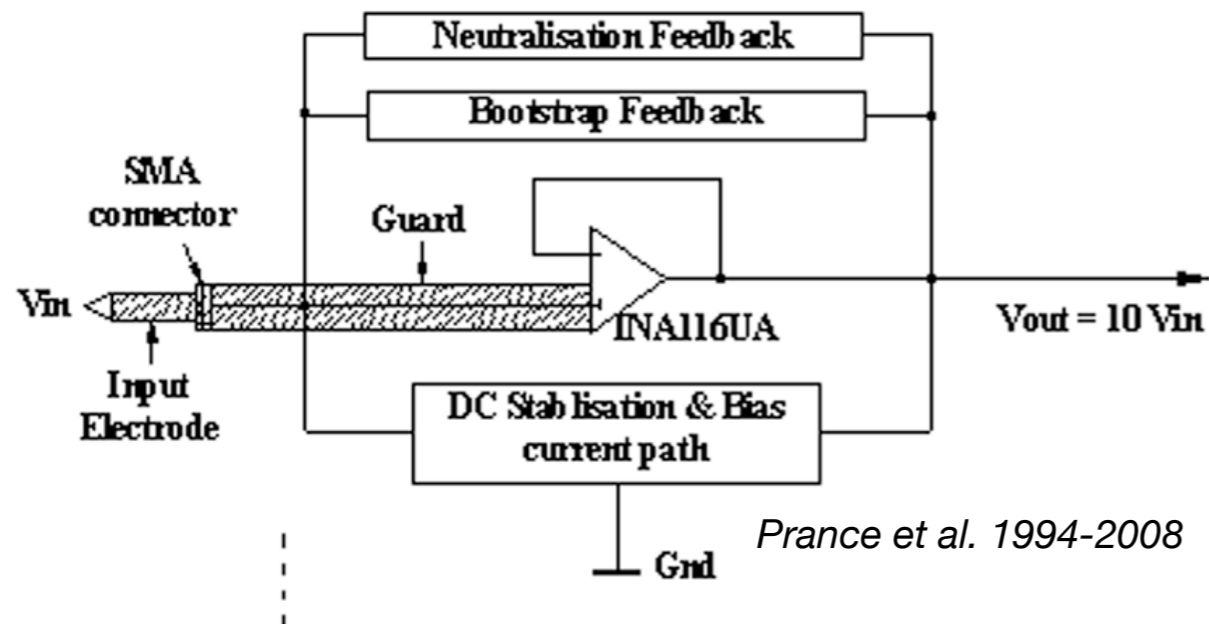 Neutralisation Feedback
Bootstrap Feedback
SMA
connector
Guard
Vin
INA116UA
Vout = 10 Vin
Input
Electrode
DC Stablisation & Bias
current path
Prance et al. 1994-2008
Gnd